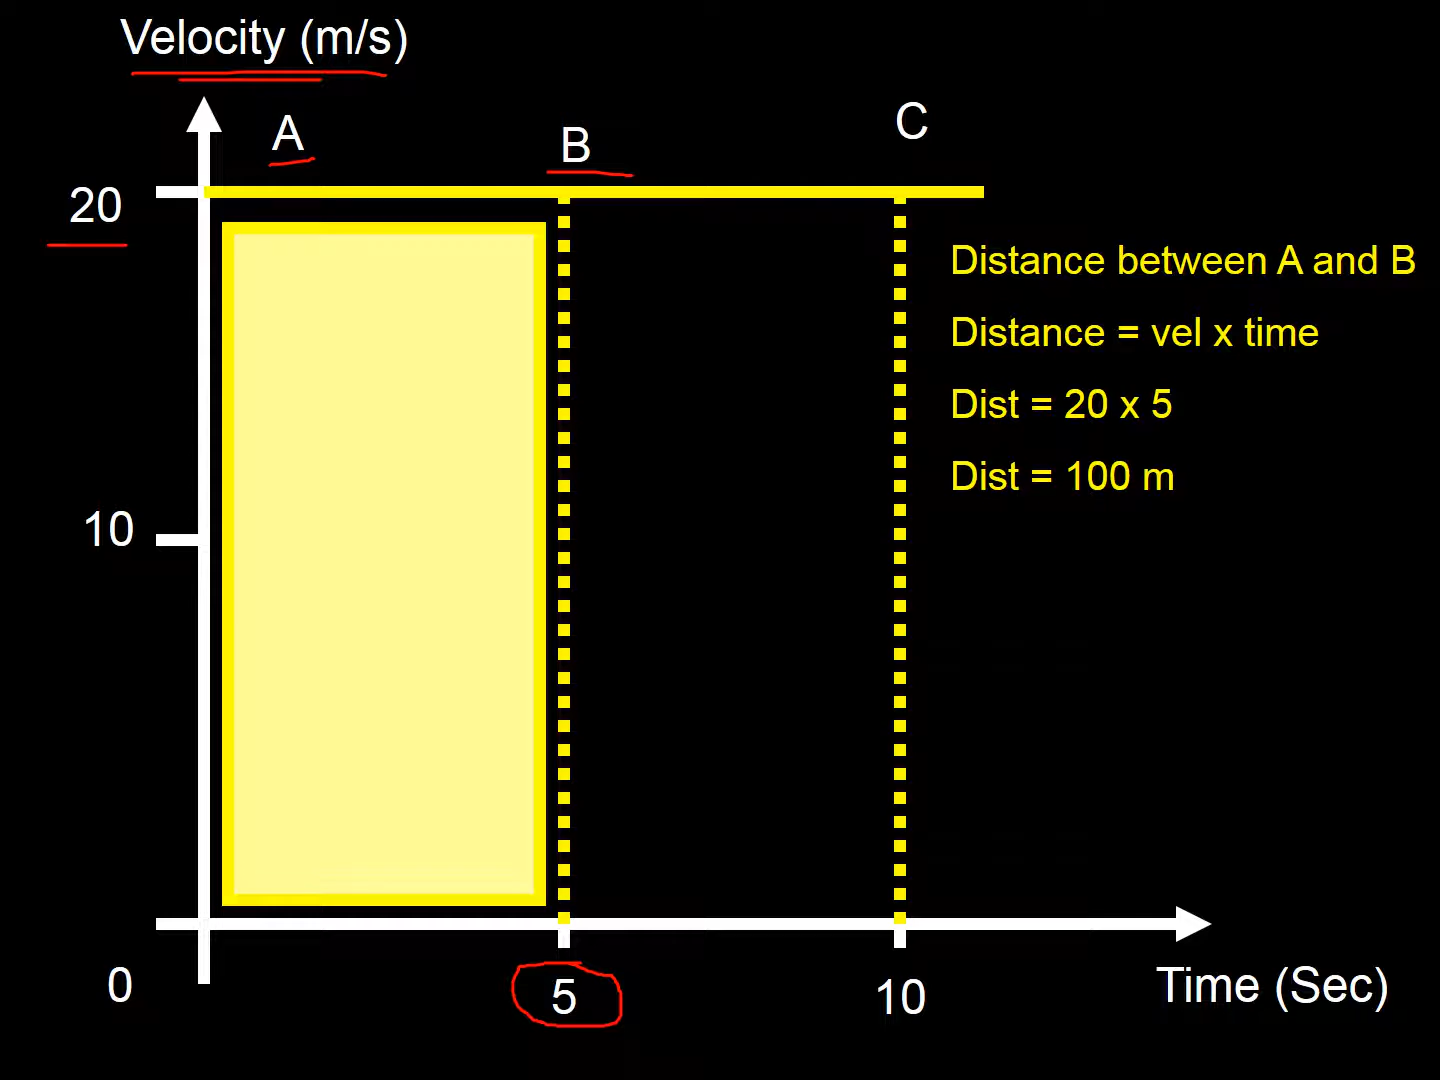 Velocity (m/s)
A
B
C
20
Distance between A and B
Distance = vel x time
Dist = 20 x 5
Dist = 100 m
10
0
5
10
Time (Sec)